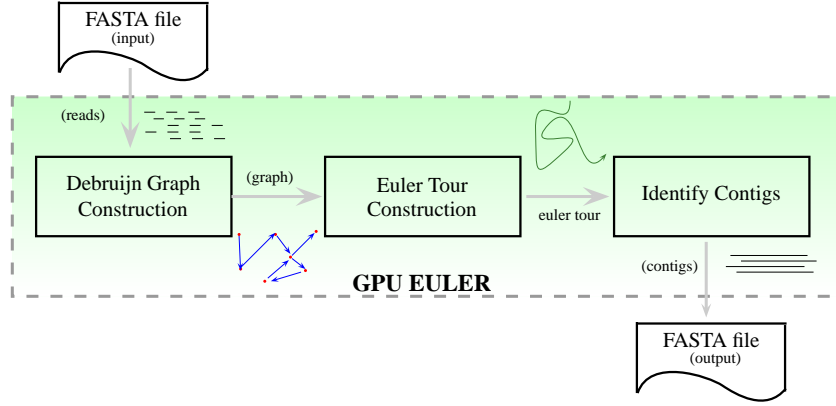 FASTA file
(input)
(reads)
Debruijn Graph
Construction
(graph)
Euler Tour
Construction
euler tour
Identify Contigs
(contigs)
GPU EULER
FASTA file
(output)